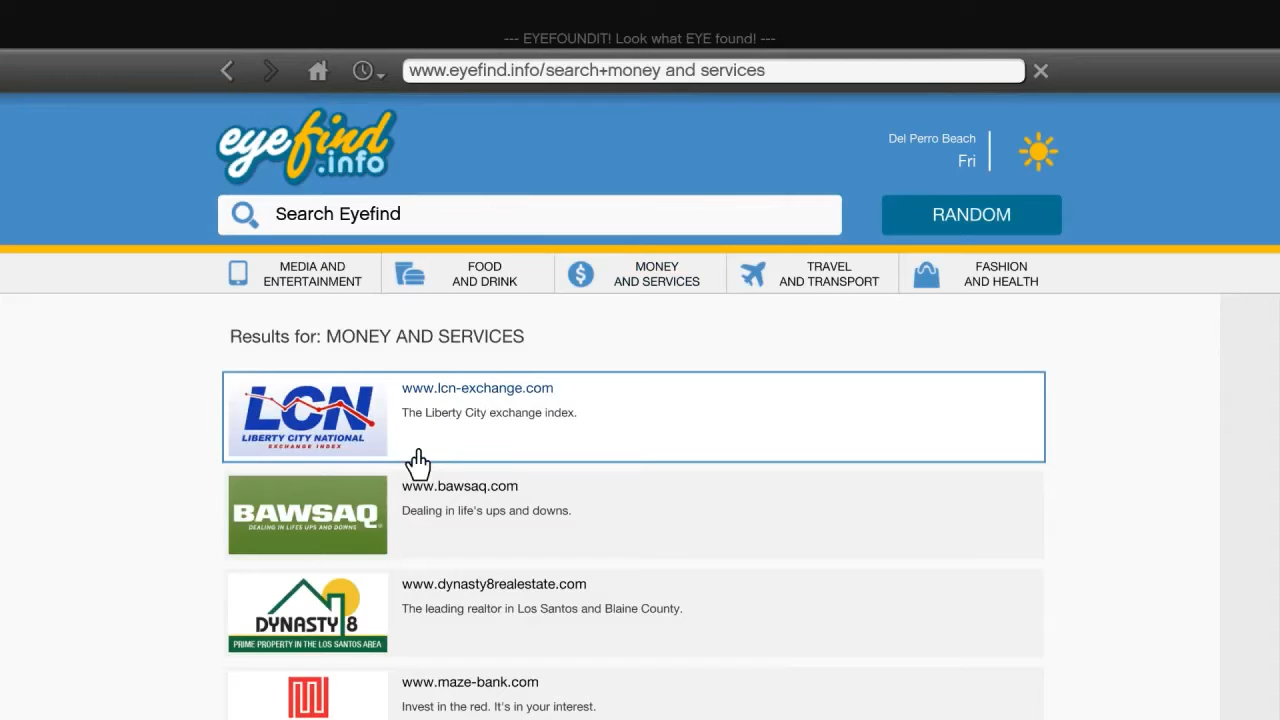 --- EYEFOUNDIT! Look what EYE found! ---
www.eyefind.info/search+money and services
eyefind
.info
Del Perro Beach
Fri
Search Eyefind
RANDOM
MEDIA AND
ENTERTAINMENT
FOOD
AND DRINK
MONEY
AND SERVICES
TRAVEL
AND TRANSPORT
FASHION
AND HEALTH
Results for: MONEY AND SERVICES
LCN
LIBERTY CITY NATIONAL
EXCHANGE INDEX
www.lcn-exchange.com
The Liberty City exchange index.
BAWSAQ
DEALING IN LIFE'S UPS AND DOWNS
www.bawsaq.com
Dealing in life's ups and downs.
DYNASTY 8
PRIME PROPERTY IN THE LOS SANTOS AREA
www.dynasty8realestate.com
The leading realtor in Los Santos and Blaine County.
www.maze-bank.com
Invest in the red. It's in your interest.